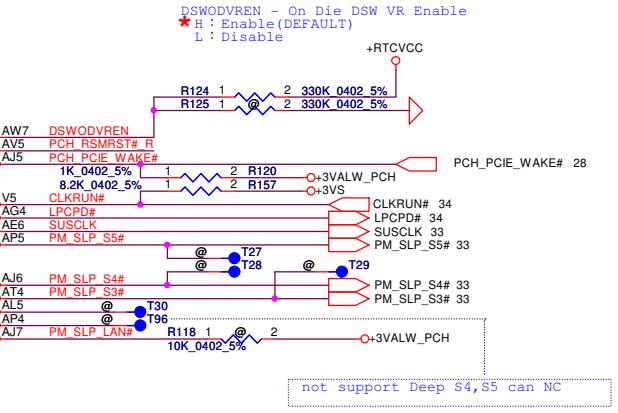 DSWODVREN - On Die DSW VR Enable
* H : Enable(DEFAULT)
L : Disable
+RTCVCC
R124 1 2 330K_0402_5%
R125 1 @ 2 330K_0402_5%
AW7 DSWODVREN
AV5 PCH_RSMRST#_R
AJ5 PCH_PCIE_WAKE# PCH_PCIE_WAKE# 28
1K_0402_5% 1 2 R120 +3VALW_PCH
8.2K_0402_5% 1 2 R157 +3VS
V5 CLKRUN# CLKRUN# 34
AG4 LPCPD# LPCPD# 34
AE6 SUSCLK SUSCLK 33
AP5 PM_SLP_S5# PM_SLP_S5# 33
@ T27
@ T28 @ T29
AJ6 PM_SLP_S4# PM_SLP_S4# 33
AT4 PM_SLP_S3# PM_SLP_S3# 33
AL5 @ T30
AP4 @ T96
AJ7 PM_SLP_LAN# R118 1 @ 2 +3VALW_PCH
10K_0402_5%
not support Deep S4,S5 can NC